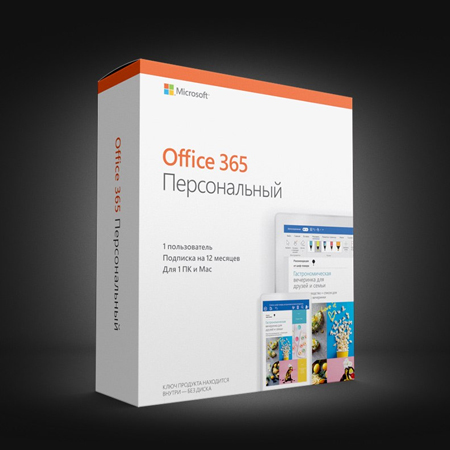 Microsoft
Office 365
Персональный
1 пользователь
Подписка на 12 месяцев
Для 1 ПК и Mac
Office 365 Персональный
Гастрономическая
вечеринка для
друзей и семьи
КЛЮЧ ПРОДУКТА НАХОДИТСЯ
ВНУТРИ — БЕЗ ДИСКА